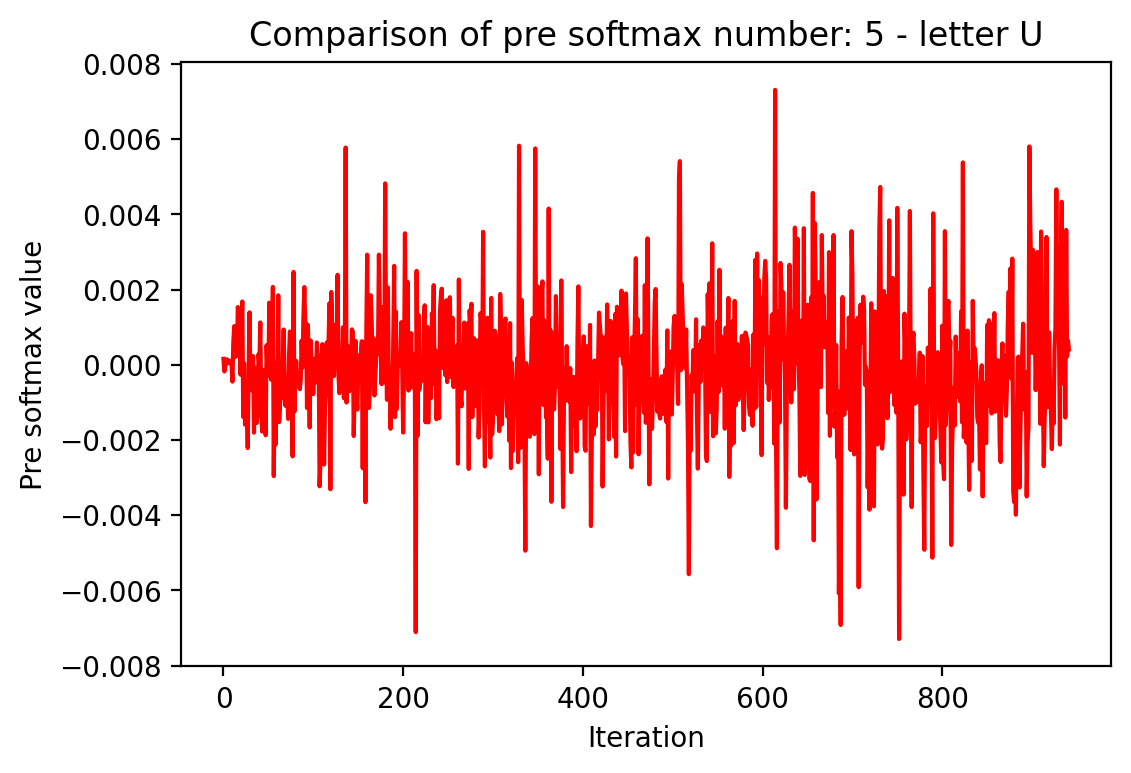 Comparison of pre softmax number: 5 - letter U
0.008
0.006
0.004
0.002
0.000
−0.002
−0.004
−0.006
−0.008
Pre softmax value
0 200 400 600 800
Iteration